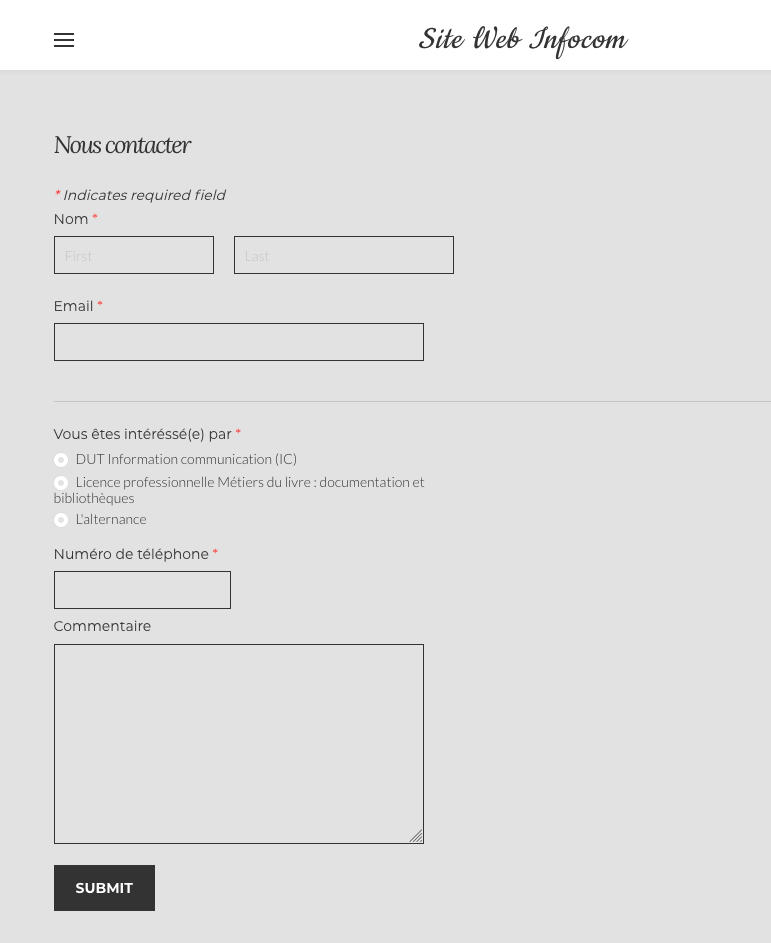 Site Web Infocom
Nous contacter
* Indicates required field
Nom *
First Last
Email *
Vous êtes intéréssé(e) par *
DUT Information communication (IC)
Licence professionnelle Métiers du livre : documentation et
bibliothèques
L'alternance
Numéro de téléphone *
Commentaire
SUBMIT